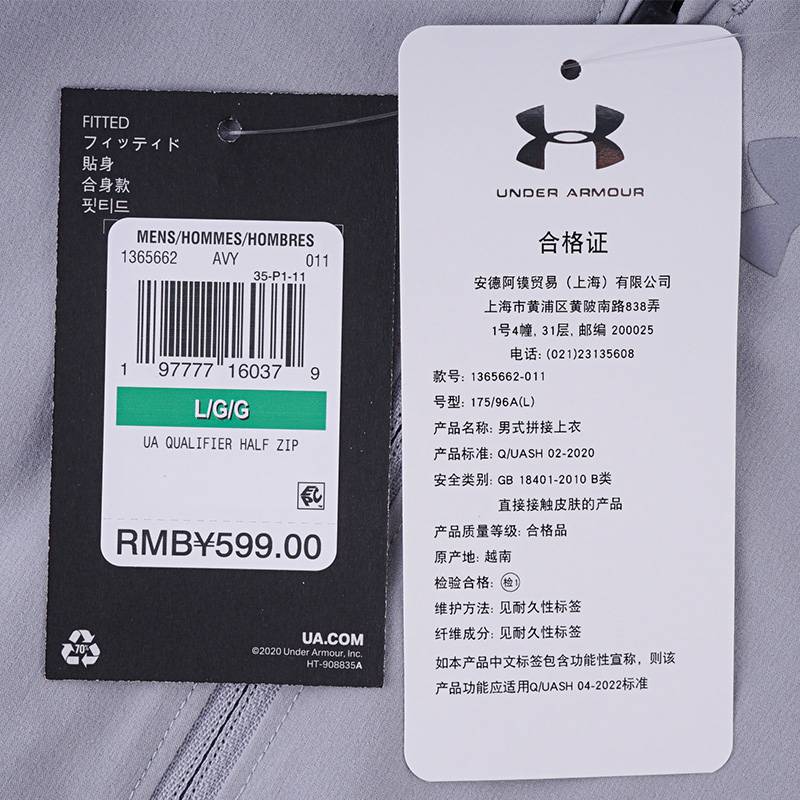 FITTED
フィッティド
貼身
合身款
핏티드
MENS/HOMMES/HOMBRES
1365662 AVY 011
35-P1-11
1 97777 16037 9
L/G/G
UA QUALIFIER HALF ZIP
RMB¥599.00
70%
UA.COM
©2020 Under Armour, Inc.
HT-908835A
UNDER ARMOUR
合格证
安德阿镆贸易（上海）有限公司
上海市黄浦区黄陂南路838弄
1号4幢, 31层, 邮编 200025
电话: (021)23135608
款号: 1365662-011
号型: 175/96A(L)
产品名称: 男式拼接上衣
产品标准: Q/UASH 02-2020
安全类别: GB 18401-2010 B类
直接接触皮肤的产品
产品质量等级: 合格品
原产地: 越南
检验合格: 检1
维护方法: 见耐久性标签
纤维成分: 见耐久性标签
如本产品中文标签包含功能性宣称，则该
产品功能应适用Q/UASH 04-2022标准